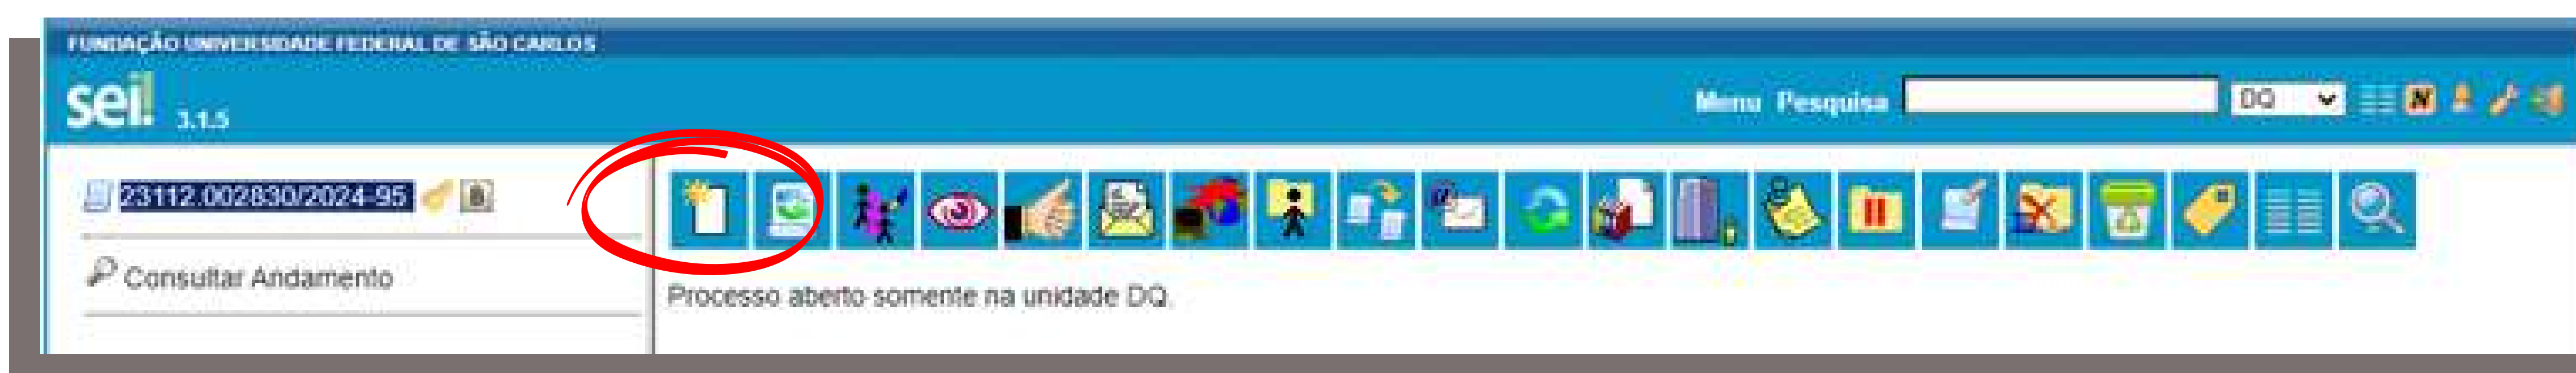 FUNDAÇÃO UNIVERSIDADE FEDERAL DE SÃO CARLOS
sei! 3.1.5
Menu Pesquisa DQ
23112.002830/2024-95
Consultar Andamento
Processo aberto somente na unidade DQ.